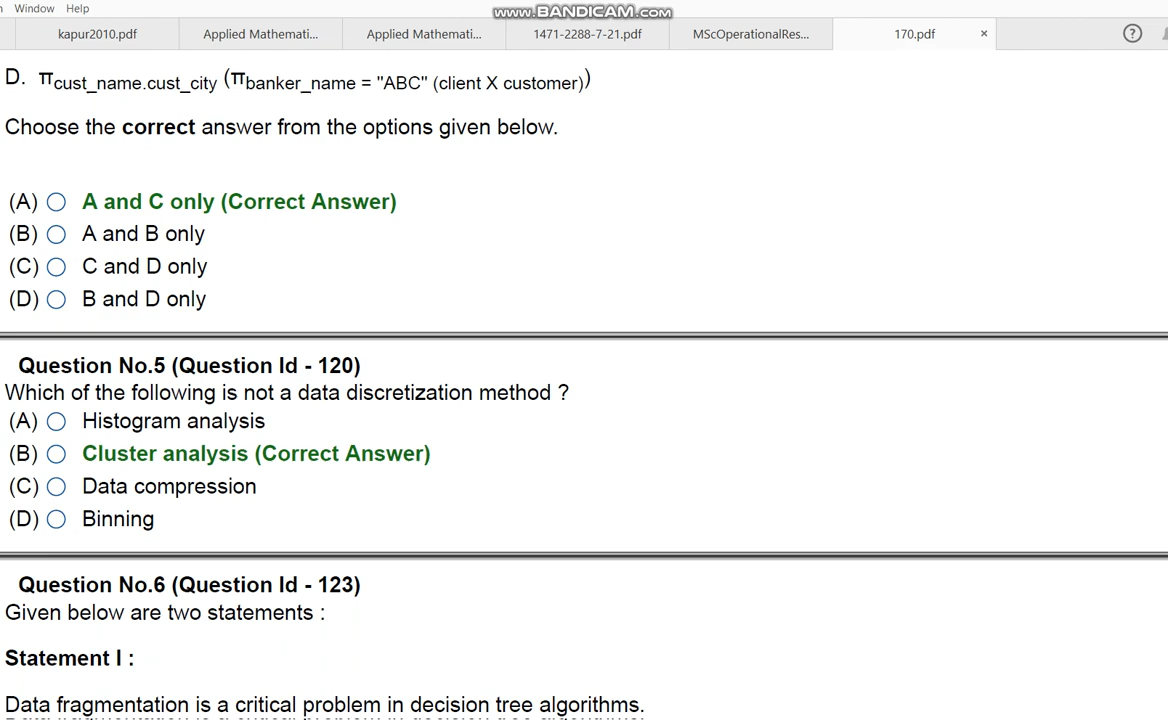 Window Help
www.BANDICAM.com
kapur2010.pdf Applied Mathemati... Applied Mathemati... 1471-2288-7-21.pdf MScOperationalRes... 170.pdf × ?
D. πcust_name.cust_city (πbanker_name = "ABC" (client X customer))
Choose the correct answer from the options given below.
(A) A and C only (Correct Answer)
(B) A and B only
(C) C and D only
(D) B and D only
Question No.5 (Question Id - 120)
Which of the following is not a data discretization method ?
(A) Histogram analysis
(B) Cluster analysis (Correct Answer)
(C) Data compression
(D) Binning
Question No.6 (Question Id - 123)
Given below are two statements :
Statement I :
Data fragmentation is a critical problem in decision tree algorithms.